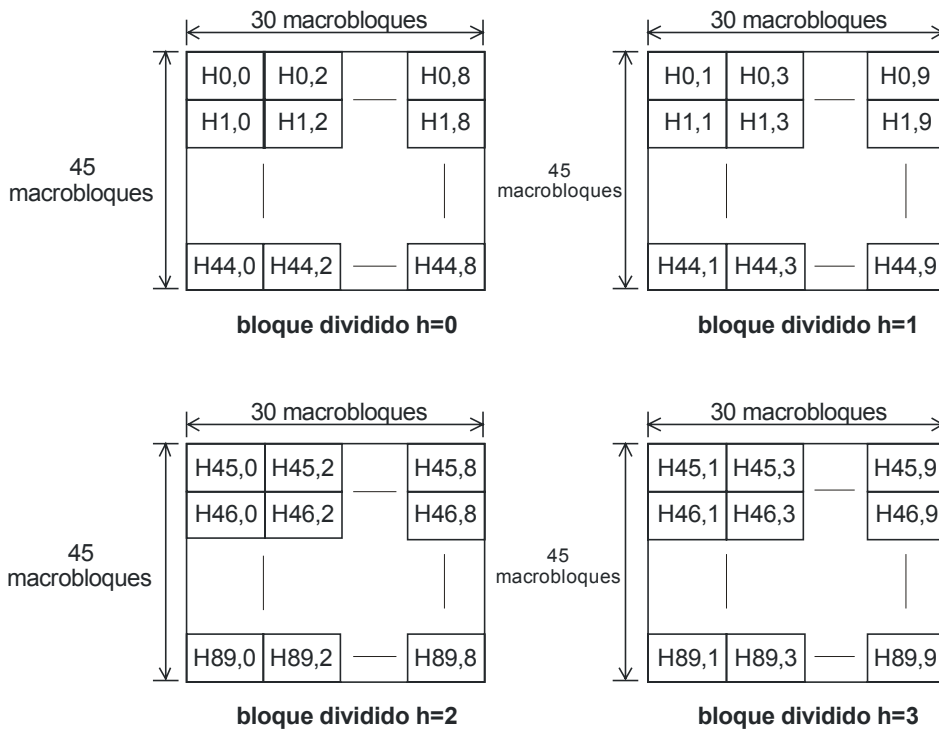 30 macrobloques
30 macrobloques
H0,0 H0,2 H0,8
H0,1 H0,3 H0,9
H1,0 H1,2 H1,8
H1,1 H1,3 H1,9
45
macrobloques
45
macrobloques
H44,0 H44,2 H44,8
H44,1 H44,3 H44,9
bloque dividido h=0
bloque dividido h=1
30 macrobloques
30 macrobloques
H45,0 H45,2 H45,8
H45,1 H45,3 H45,9
H46,0 H46,2 H46,8
H46,1 H46,3 H46,9
45
macrobloques
45
macrobloques
H89,0 H89,2 H89,8
H89,1 H89,3 H89,9
bloque dividido h=2
bloque dividido h=3